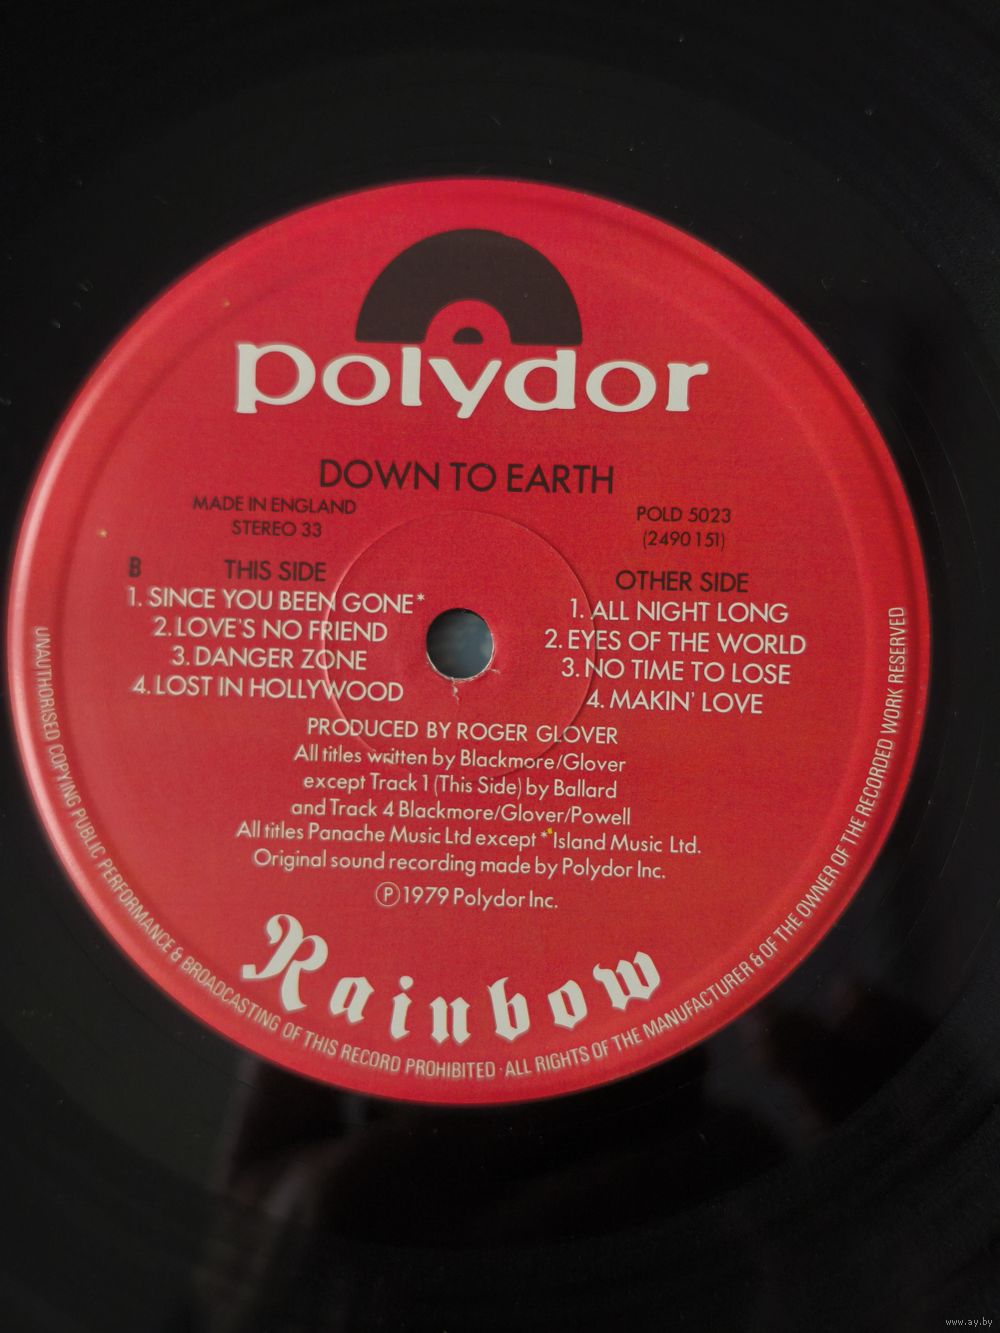 polydor
DOWN TO EARTH
MADE IN ENGLAND
STEREO 33
POLD 5023
(2490 151)
B THIS SIDE
1. SINCE YOU BEEN GONE*
2. LOVE'S NO FRIEND
3. DANGER ZONE
4. LOST IN HOLLYWOOD
OTHER SIDE
1. ALL NIGHT LONG
2. EYES OF THE WORLD
3. NO TIME TO LOSE
4. MAKIN' LOVE
PRODUCED BY ROGER GLOVER
All titles written by Blackmore/Glover
except Track 1 (This Side) by Ballard
and Track 4 Blackmore/Glover/Powell
All titles Panache Music Ltd except *Island Music Ltd.
Original sound recording made by Polydor Inc.
Ⓟ 1979 Polydor Inc.
Rainbow
UNAUTHORISED COPYING PUBLIC PERFORMANCE & BROADCASTING OF THIS RECORD PROHIBITED · ALL RIGHTS OF THE MANUFACTURER & OF THE OWNER OF THE RECORDED WORK RESERVED
www.ay.by